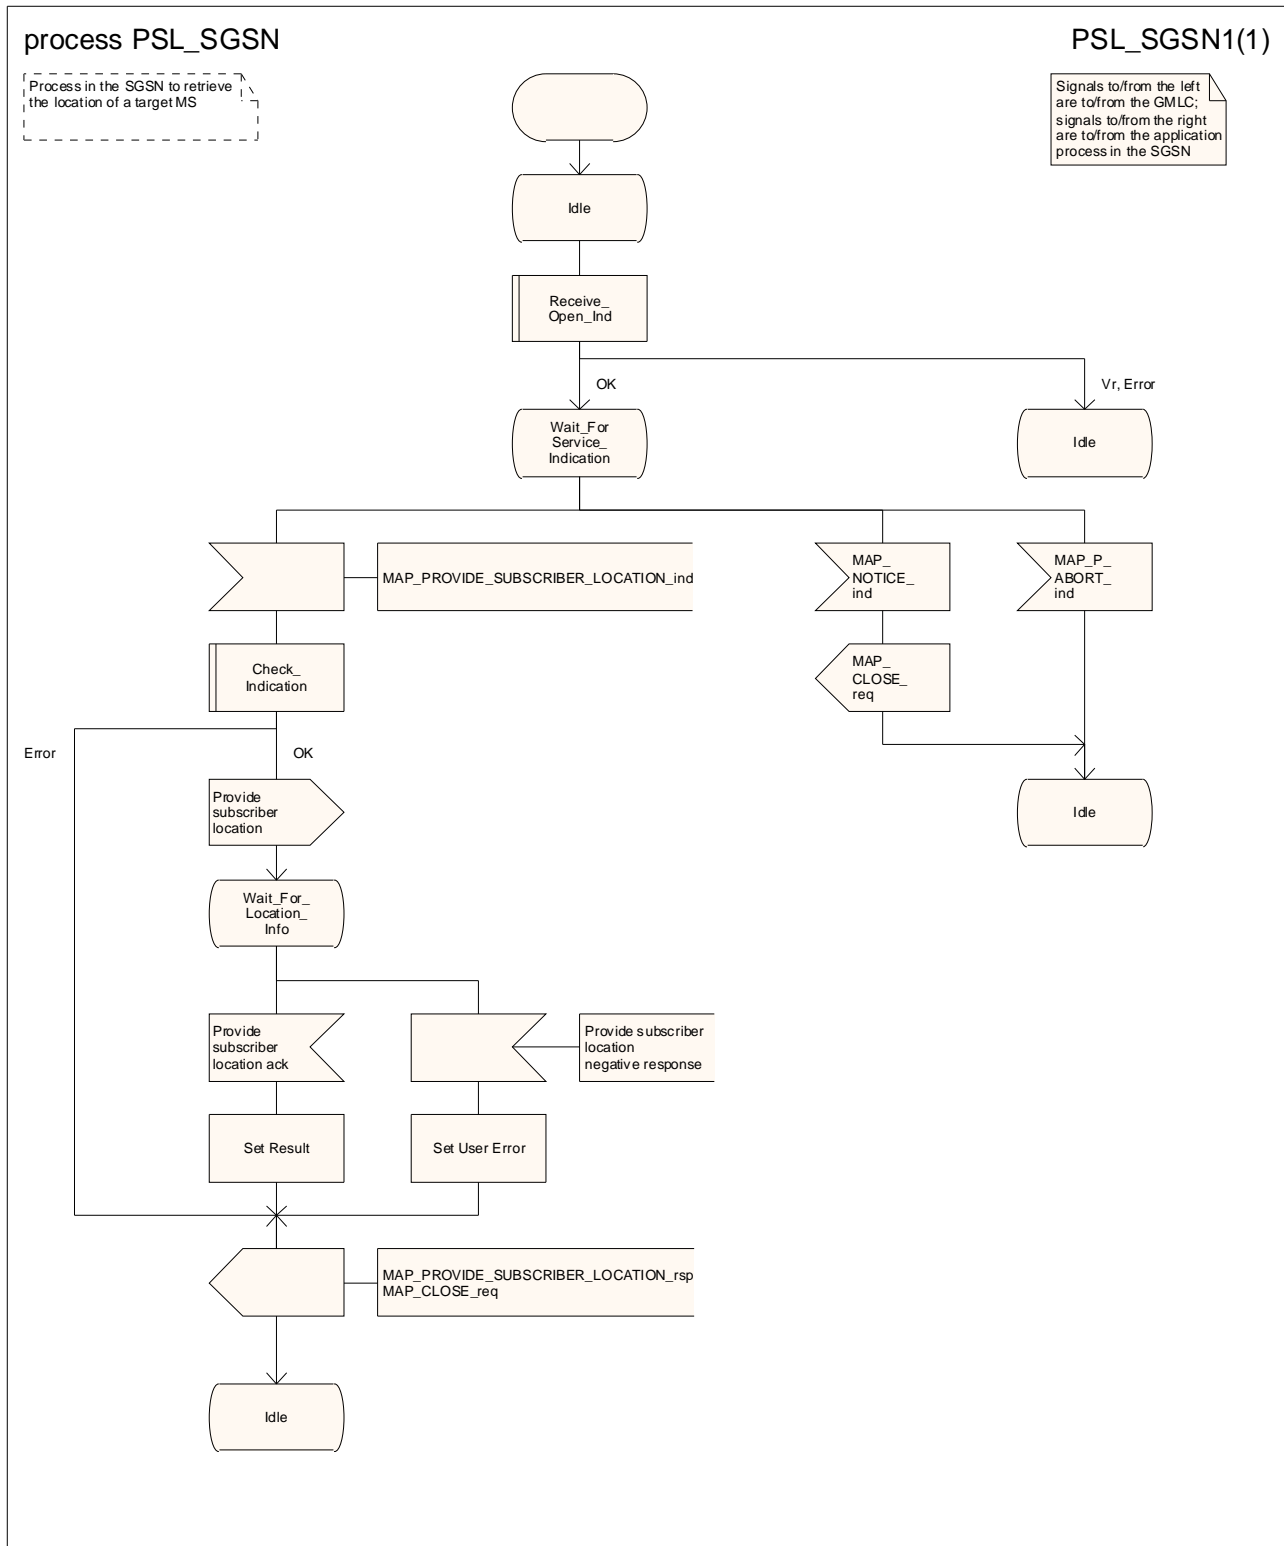 process PSL_SGSN
PSL_SGSN1(1)
Process in the SGSN to retrieve
the location of a target MS
Signals to/from the left
are to/from the GMLC;
signals to/from the right
are to/from the application
process in the SGSN
Idle
Receive_
Open_Ind
OK
Vr, Error
Wait_For
Service_
Indication
Idle
MAP_PROVIDE_SUBSCRIBER_LOCATION_ind
MAP_
NOTICE_
ind
MAP_P_
ABORT_
ind
Check_
Indication
MAP_
CLOSE_
req
Error
OK
Provide
subscriber
location
Idle
Wait_For_
Location_
Info
Provide
subscriber
location ack
Provide subscriber
location
negative response
Set Result
Set User Error
MAP_PROVIDE_SUBSCRIBER_LOCATION_rsp
MAP_CLOSE_req
Idle